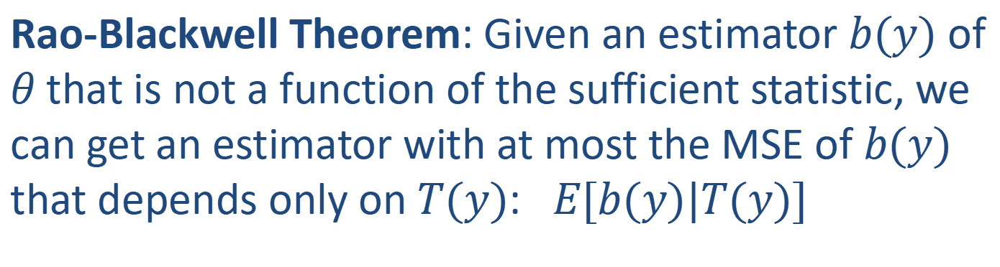 Rao-Blackwell Theorem: Given an estimator 𝑏(𝑦) of
𝜃 that is not a function of the sufficient statistic, we
can get an estimator with at most the MSE of 𝑏(𝑦)
that depends only on 𝑇(𝑦): 𝐸[𝑏(𝑦)|𝑇(𝑦)]